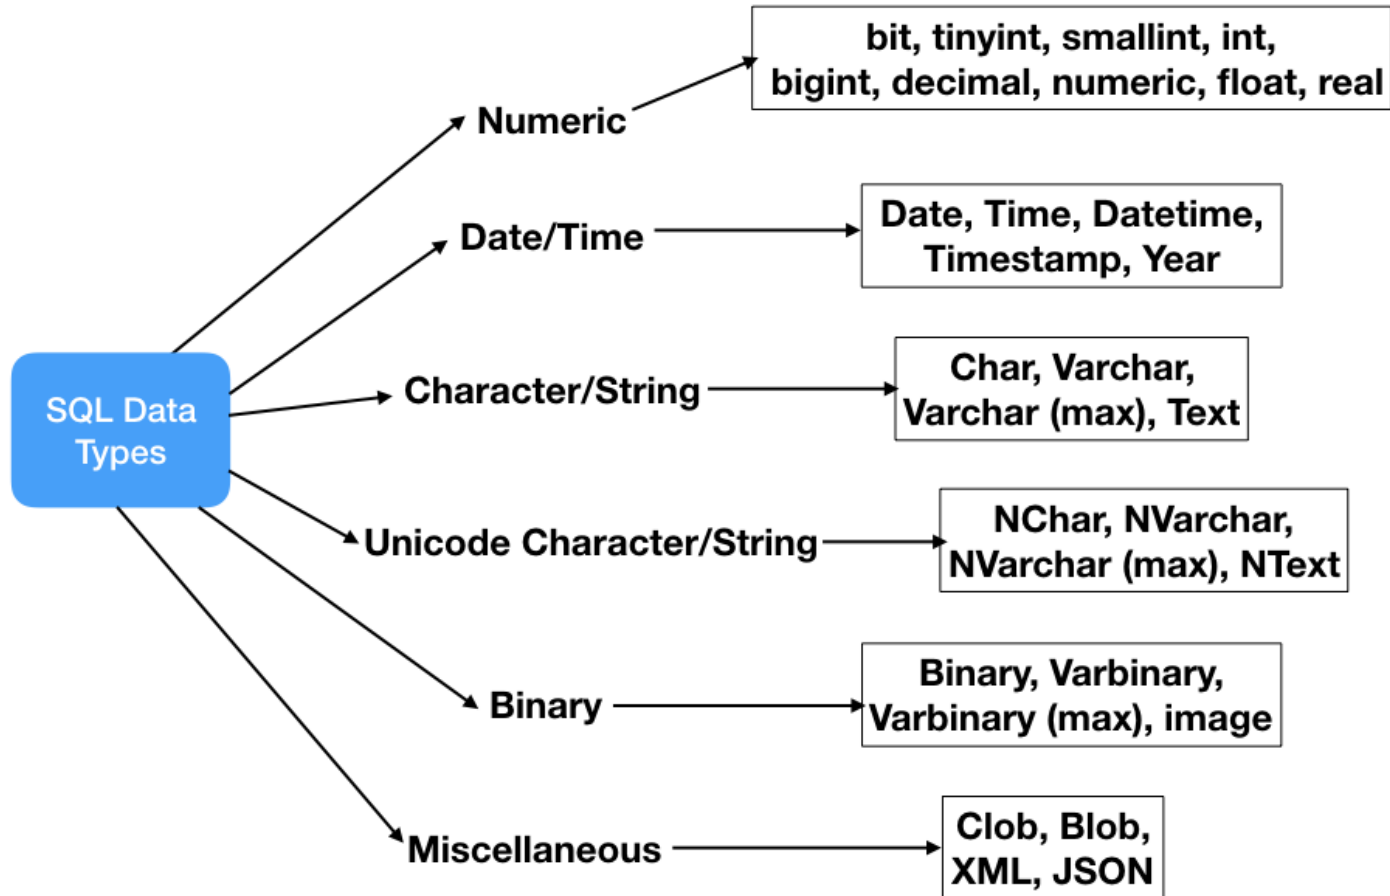 bit, tinyint, smallint, int,
bigint, decimal, numeric, float, real
Numeric
Date, Time, Datetime,
Timestamp, Year
Date/Time
Char, Varchar,
Varchar (max), Text
Character/String
SQL Data
Types
NChar, NVarchar,
NVarchar (max), NText
Unicode Character/String
Binary, Varbinary,
Varbinary (max), image
Binary
Clob, Blob,
XML, JSON
Miscellaneous